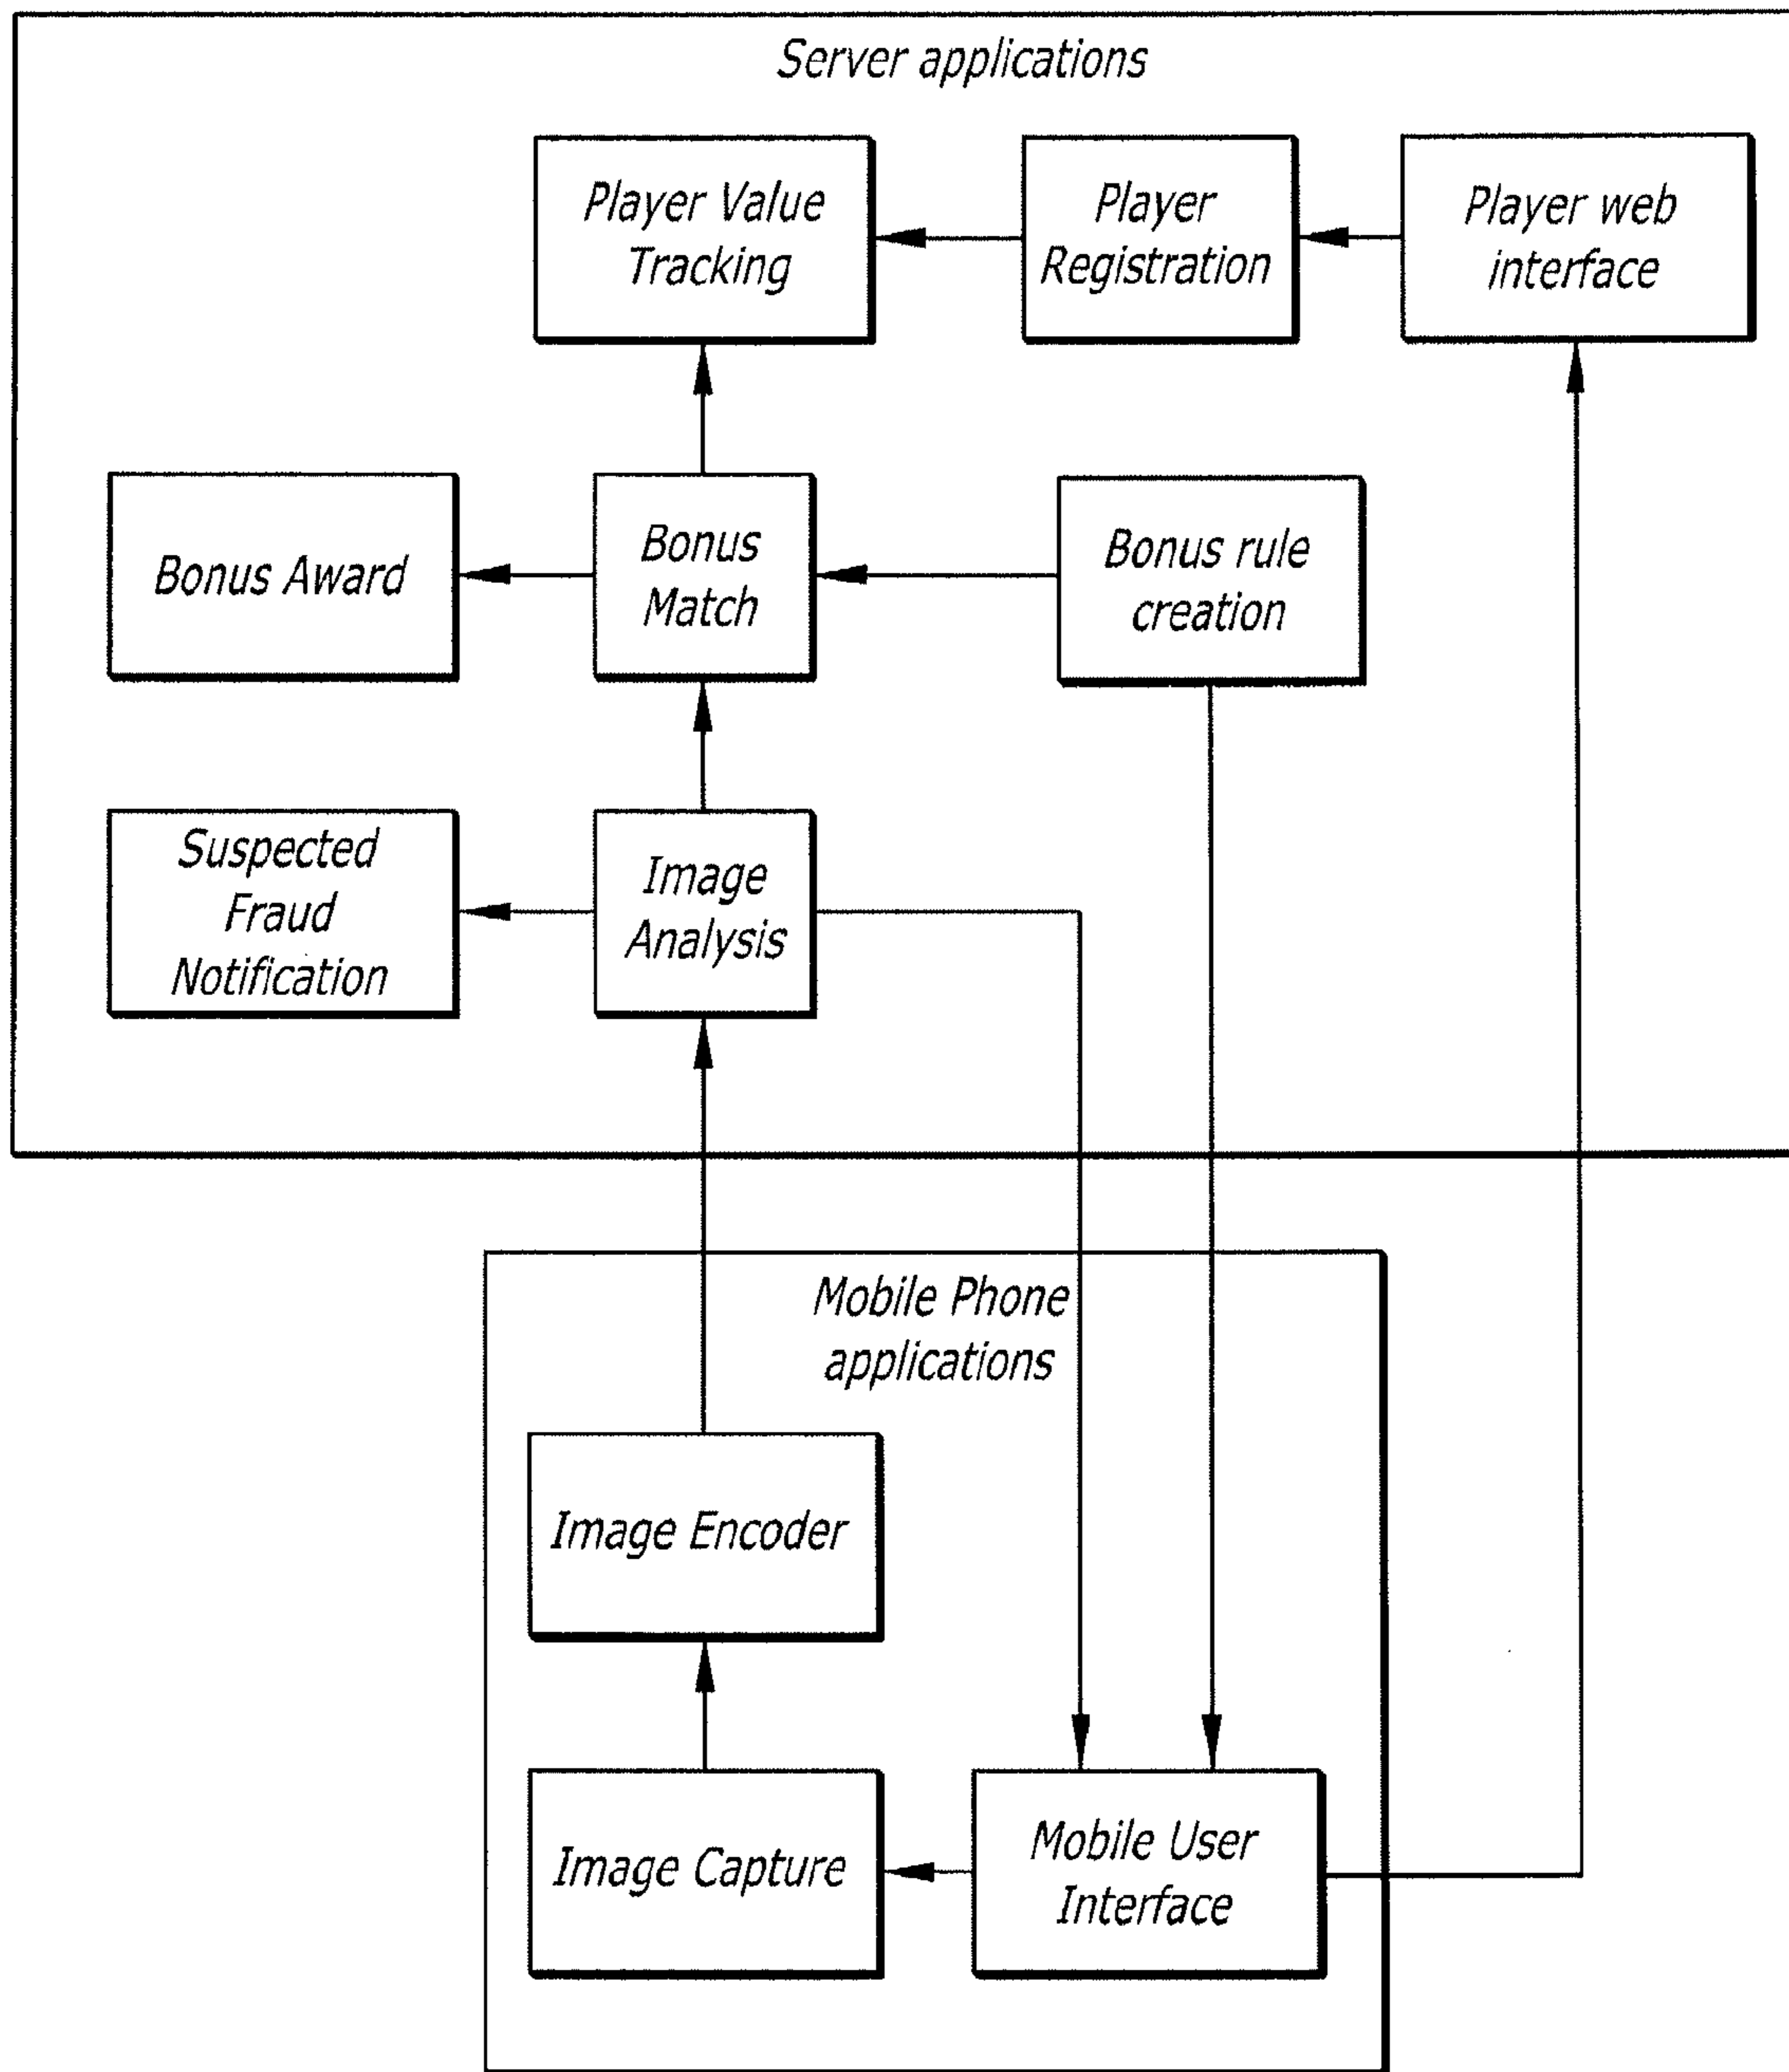 Server applications
Player Value
Tracking
Player
Registration
Player web
interface
Bonus Award
Bonus
Match
Bonus rule
creation
Suspected
Fraud
Notification
Image
Analysis
Mobile Phone
applications
Image Encoder
Image Capture
Mobile User
Interface